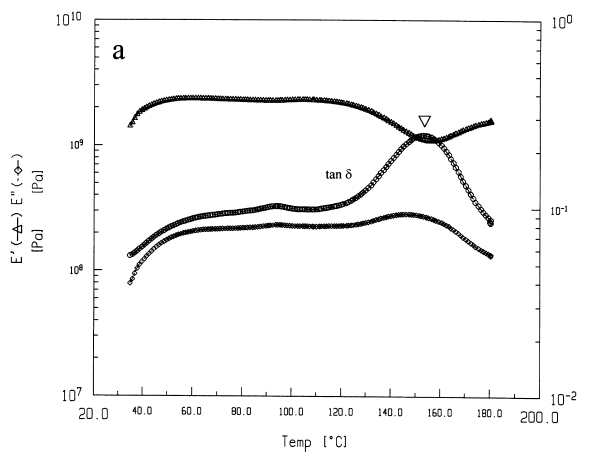 a
10¹⁰
10⁹
10⁸
10⁷
E' (-△-) E" (-◇-)
[Pa] [Pa]
tan δ
10⁰
10⁻¹
10⁻²
20.0 40.0 60.0 80.0 100.0 120.0 140.0 160.0 180.0 200.0
Temp [°C]